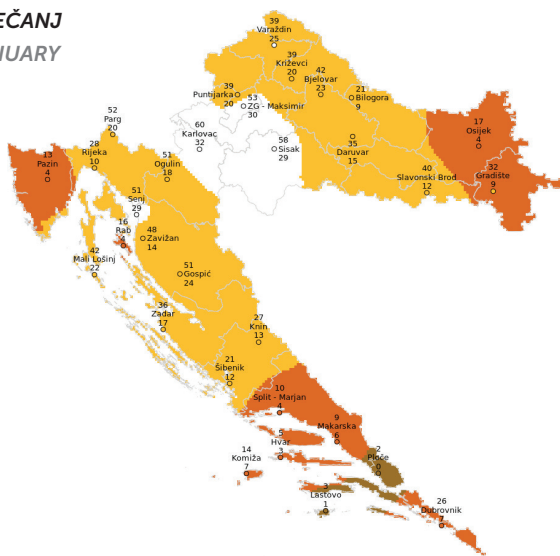 EČANJ
NUARY
39
Varaždin
25
39
Križevci
20
42
Bjelovar
23
39
Puntijarka
20
53
ZG - Maksimir
30
21
Bilogora
9
52
Parg
20
60
Karlovac
32
58
Sisak
29
35
Daruvar
15
17
Osijek
4
13
Pazin
4
28
Rijeka
10
51
Ogulin
18
40
Slavonski Brod
12
32
Gradište
9
51
Senj
29
16
Rab
4
48
Zavižan
14
42
Mali Lošinj
22
51
Gospić
24
36
Zadar
17
27
Knin
13
21
Šibenik
12
10
Split - Marjan
4
9
Makarska
6
5
Hvar
3
14
Komiža
7
2
Ploče
0
3
Lastovo
1
26
Dubrovnik
7